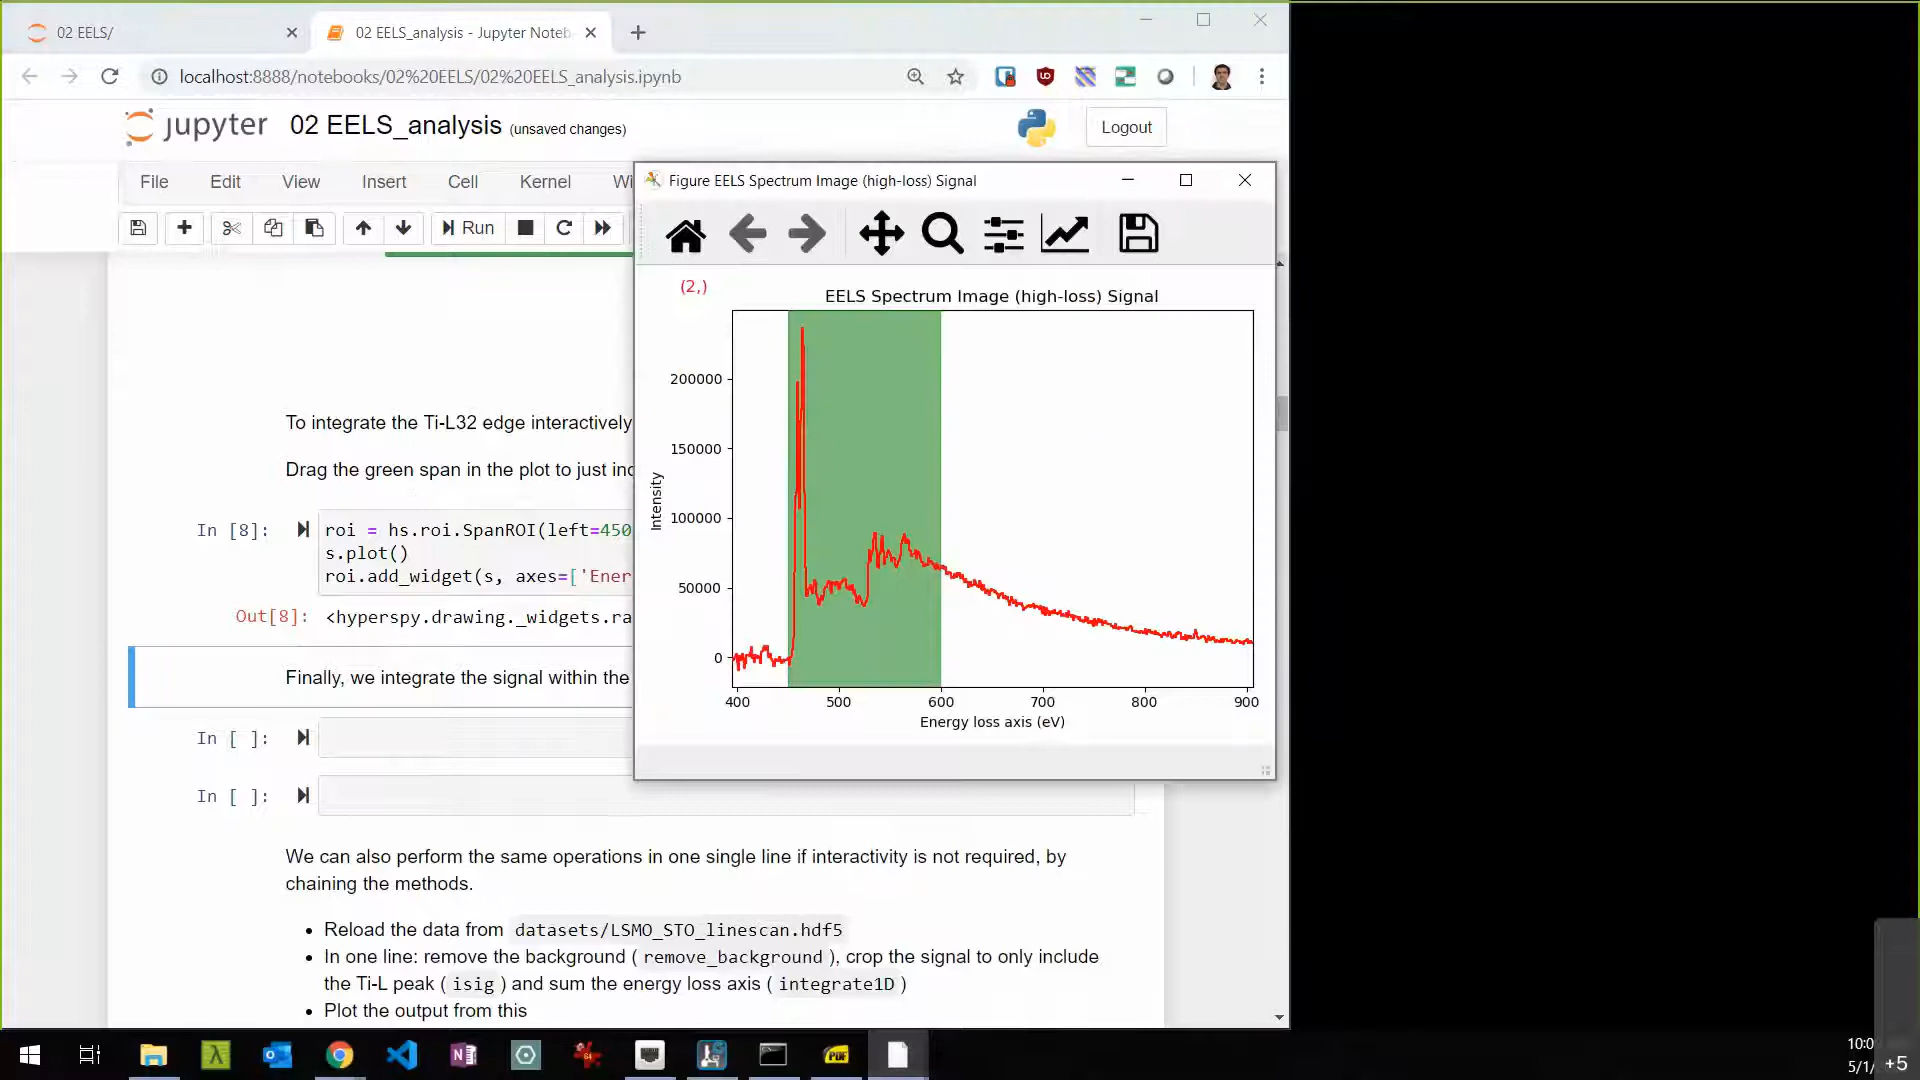 02 EELS/
02 EELS_analysis - Jupyter Noteb
localhost:8888/notebooks/02%20EELS/02%20EELS_analysis.ipynb
jupyter 02 EELS_analysis (unsaved changes)
Logout
File Edit View Insert Cell Kernel Wi
Run
Figure EELS Spectrum Image (high-loss) Signal
(2,)
EELS Spectrum Image (high-loss) Signal
200000
150000
100000
50000
0
Intensity
400 500 600 700 800 900
Energy loss axis (eV)
To integrate the Ti-L32 edge interactively
Drag the green span in the plot to just inc
In [8]: roi = hs.roi.SpanROI(left=450
s.plot()
roi.add_widget(s, axes=['Ener
Out[8]: <hyperspy.drawing._widgets.ra
Finally, we integrate the signal within the
In [ ]:
In [ ]:
We can also perform the same operations in one single line if interactivity is not required, by
chaining the methods.
• Reload the data from datasets/LSMO_STO_linescan.hdf5
• In one line: remove the background ( remove_background ), crop the signal to only include
the Ti-L peak ( isig ) and sum the energy loss axis ( integrate1D )
• Plot the output from this
10:0
5/1/
+5